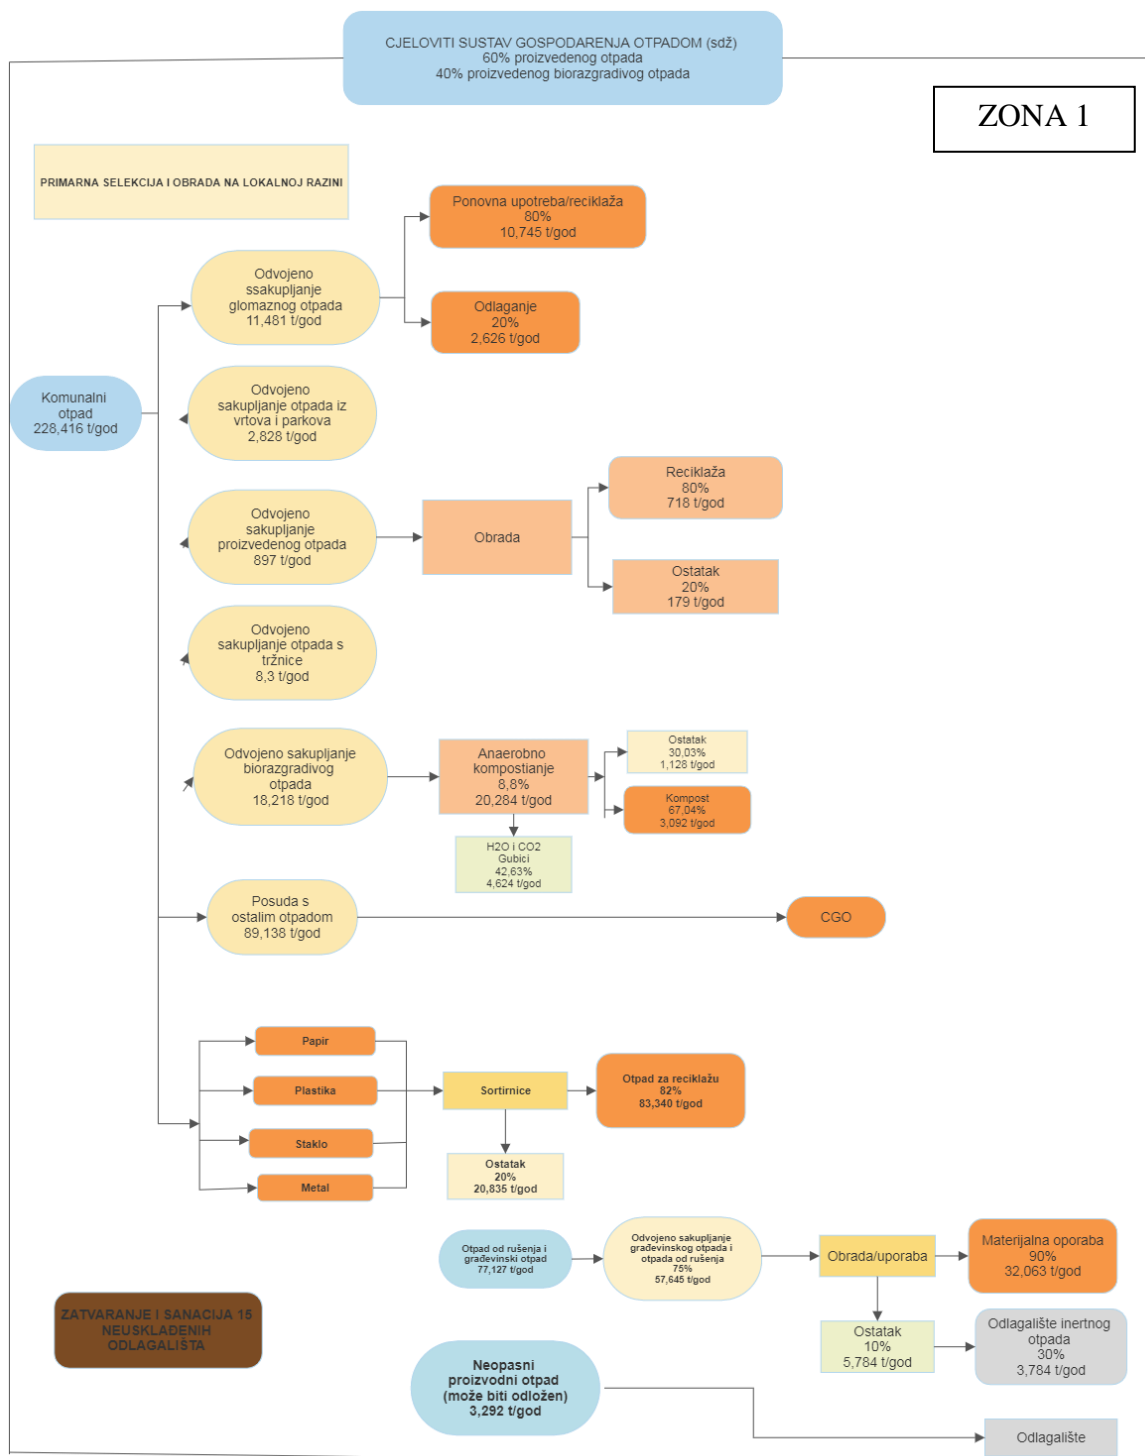 CJELOVITI SUSTAV GOSPODARENJA OTPADOM (sdž)
60% proizvedenog otpada
40% proizvedenog biorazgradivog otpada
ZONA 1
PRIMARNA SELEKCIJA I OBRADA NA LOKALNOJ RAZINI
Ponovna upotreba/reciklaža
80%
10,745 t/god
Odvojeno
ssakupljanje
glomaznog otpada
11,481 t/god
Odlaganje
20%
2,626 t/god
Komunalni
otpad
228,416 t/god
Odvojeno
sakupljanje otpada iz
vrtova i parkova
2,828 t/god
Odvojeno
sakupljanje
proizvedenog otpada
897 t/god
Obrada
Reciklaža
80%
718 t/god
Ostatak
20%
179 t/god
Odvojeno
sakupljanje otpada s
tržnice
8,3 t/god
Odvojeno sakupljanje
biorazgradivog
otpada
18,218 t/god
Anaerobno
kompostianje
8,8%
20,284 t/god
Ostatak
30,03%
1,128 t/god
Kompost
67,04%
3,092 t/god
H2O i CO2
Gubici
42,63%
4,624 t/god
Posuda s
ostalim otpadom
89,138 t/god
CGO
Papir
Plastika
Staklo
Metal
Sortirnice
Otpad za reciklažu
82%
83,340 t/god
Ostatak
20%
20,835 t/god
Otpad od rušenja i
građevinski otpad
77,127 t/god
Odvojeno sakupljanje
građevinskog otpada i
otpada od rušenja
75%
57,645 t/god
Obrada/uporaba
Materijalna oporaba
90%
32,063 t/god
Ostatak
10%
5,784 t/god
Odlagalište inertnog
otpada
30%
3,784 t/god
ZATVARANJE I SANACIJA 15
NEUSKLAĐENIH
ODLAGALIŠTA
Neopasni
proizvodni otpad
(može biti odložen)
3,292 t/god
Odlagalište